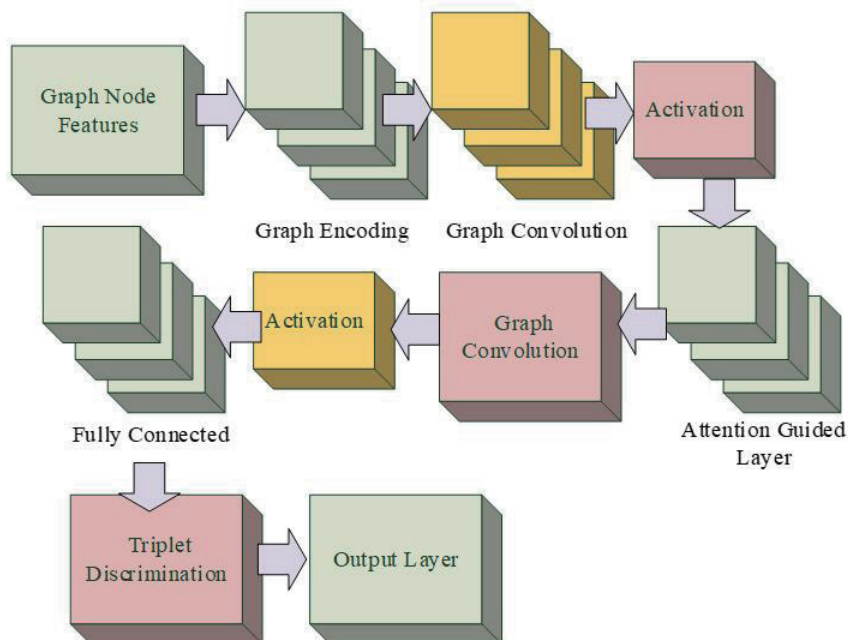 Graph Node
Features
Graph Encoding
Graph Convolution
Activation
Attention Guided
Layer
Graph
Convolution
Activation
Fully Connected
Triplet
Discrimination
Output Layer